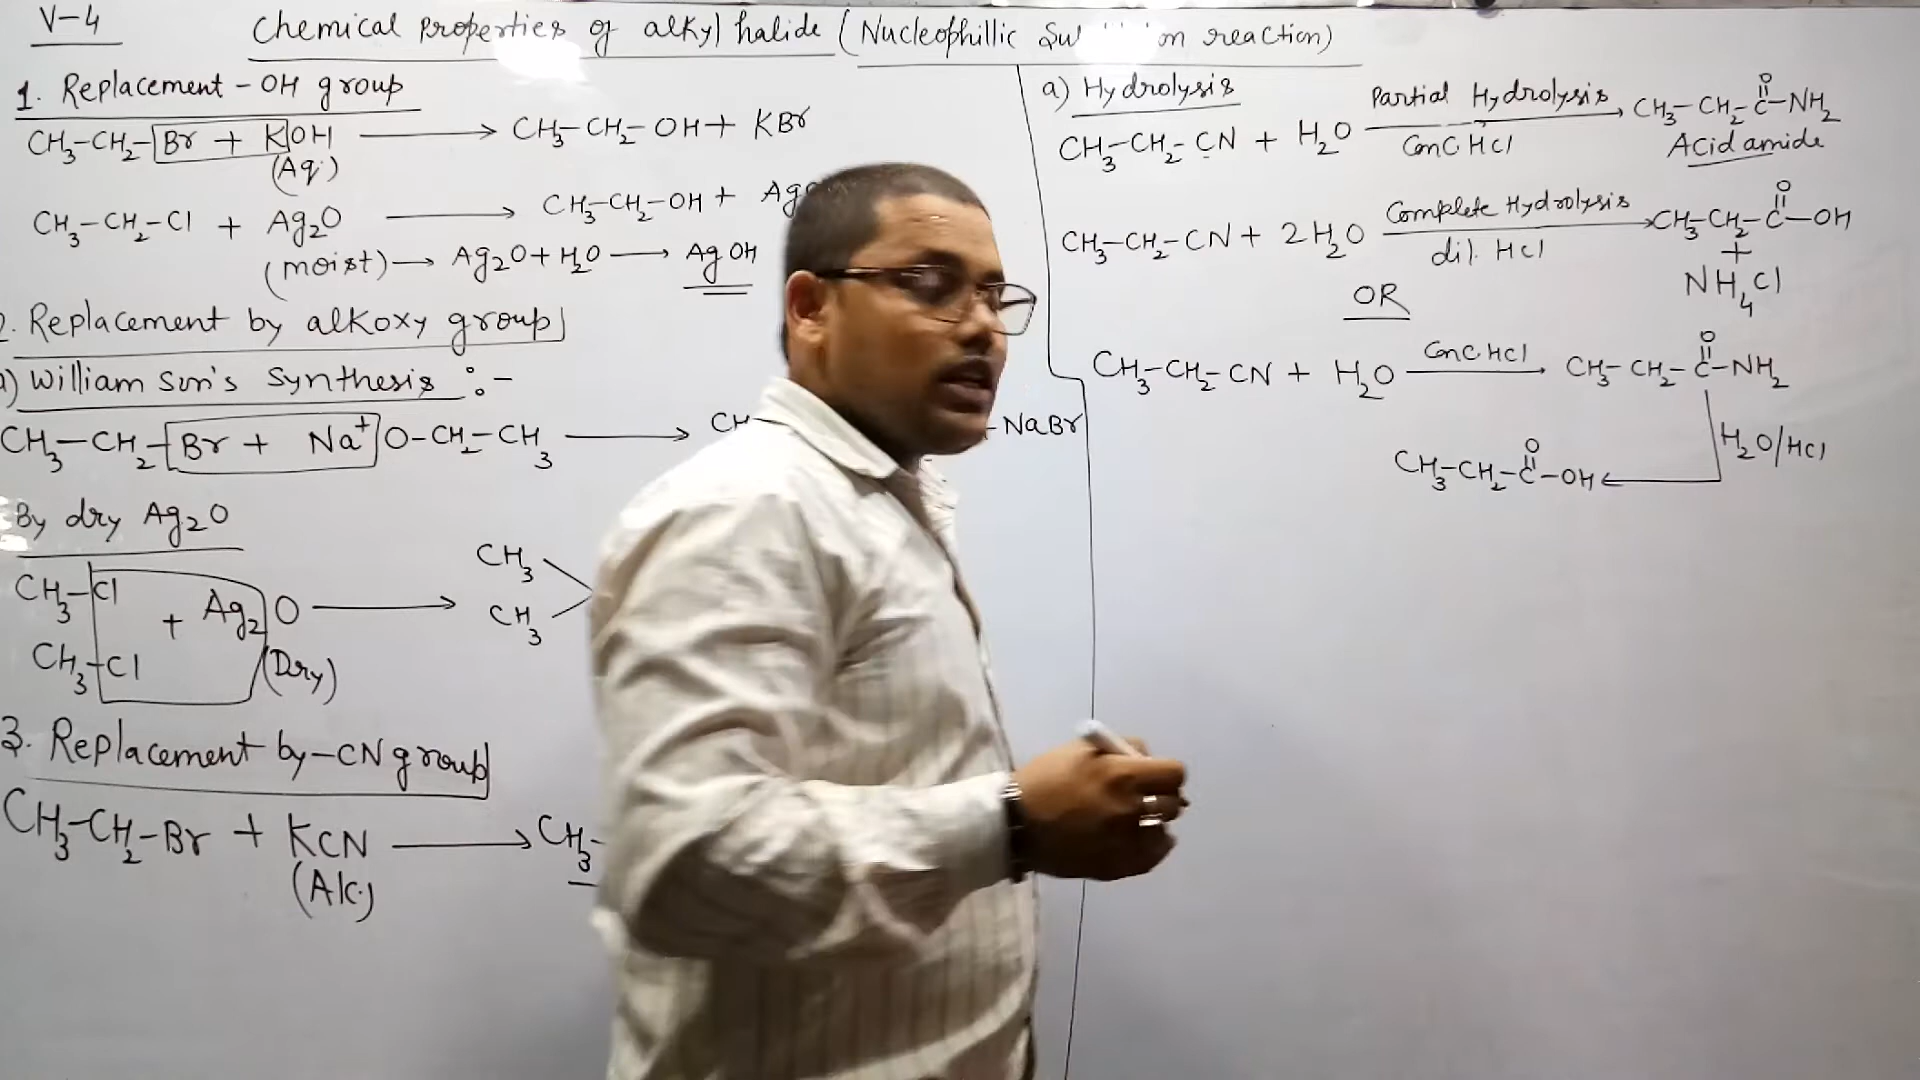 V-4
Chemical Properties of alkyl halide (Nucleophillic reaction)
1. Replacement - OH group
CH₃-CH₂-Br + KOH ⟶ CH₃-CH₂-OH + KBr
(Aq.)
CH₃-CH₂-Cl + Ag₂O ⟶ CH₃-CH₂-OH +
(moist) → Ag₂O + H₂O ⟶ AgOH
2. Replacement by alkoxy group
a) William Sun's Synthesis :-
CH₃-CH₂-Br + Na⁺O-CH₂-CH₃ ⟶ CH NaBr
By dry Ag₂O
CH₃-Cl
+ Ag₂O ⟶
CH₃-Cl
(Dry)
CH₃
CH₃
3. Replacement by -CN group
CH₃-CH₂-Br + KCN ⟶ CH₃-
(Alc.)
a) Hydrolysis
Partial Hydrolysis
CH₃-CH₂-CN + H₂O ⟶ CH₃-CH₂-C-NH₂
O
Conc HCl
Acid amide
Complete Hydrolysis
CH₃-CH₂-CN + 2H₂O ⟶ CH₃-CH₂-C-OH
O
dil. HCl
+
NH₄Cl
OR
Conc HCl
CH₃-CH₂-CN + H₂O ⟶ CH₃-CH₂-C-NH₂
O
H₂O/HCl
CH₃-CH₂-C-OH ←
O